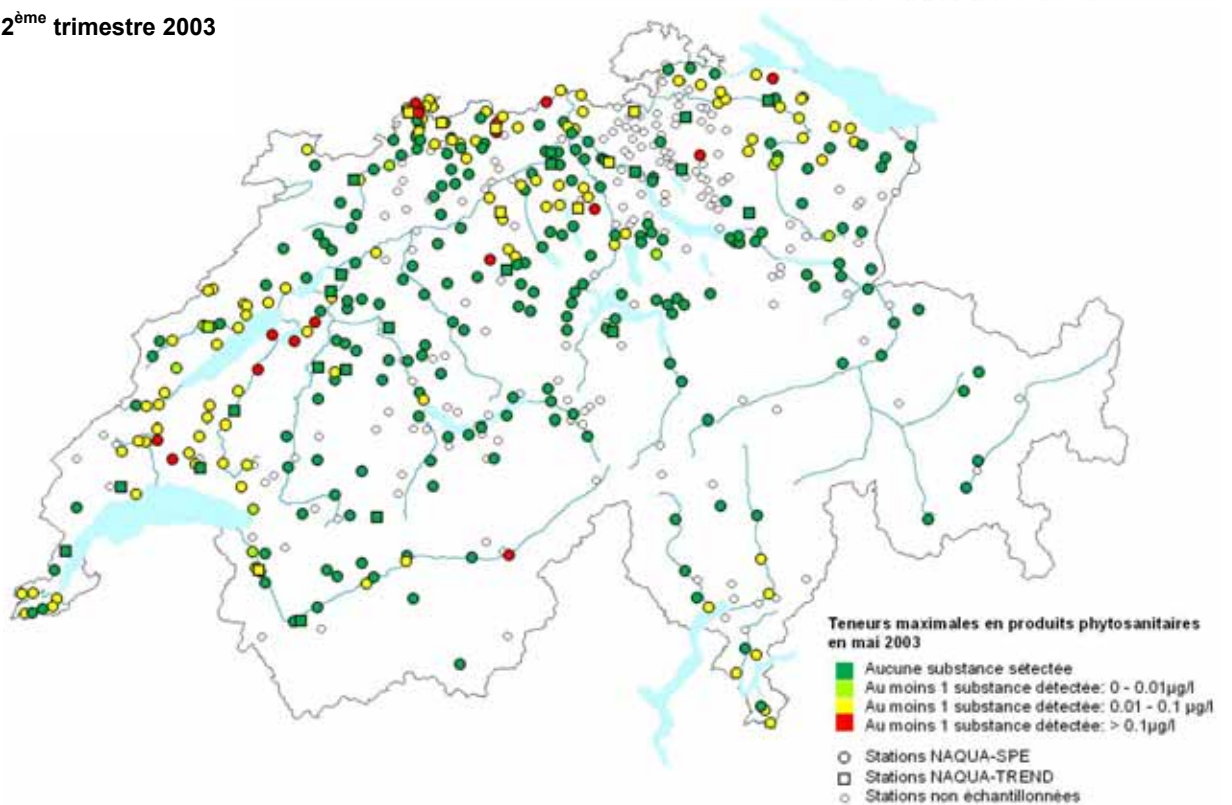 2ème trimestre 2003
Teneurs maximales en produits phytosanitaires
en mai 2003
Aucune substance sétectée
Au moins 1 substance détectée: 0 - 0.01µg/l
Au moins 1 substance détectée: 0.01 - 0.1 µg/l
Au moins 1 substance détectée: > 0.1µg/l
Stations NAQUA-SPE
Stations NAQUA-TREND
Stations non échantillonnées